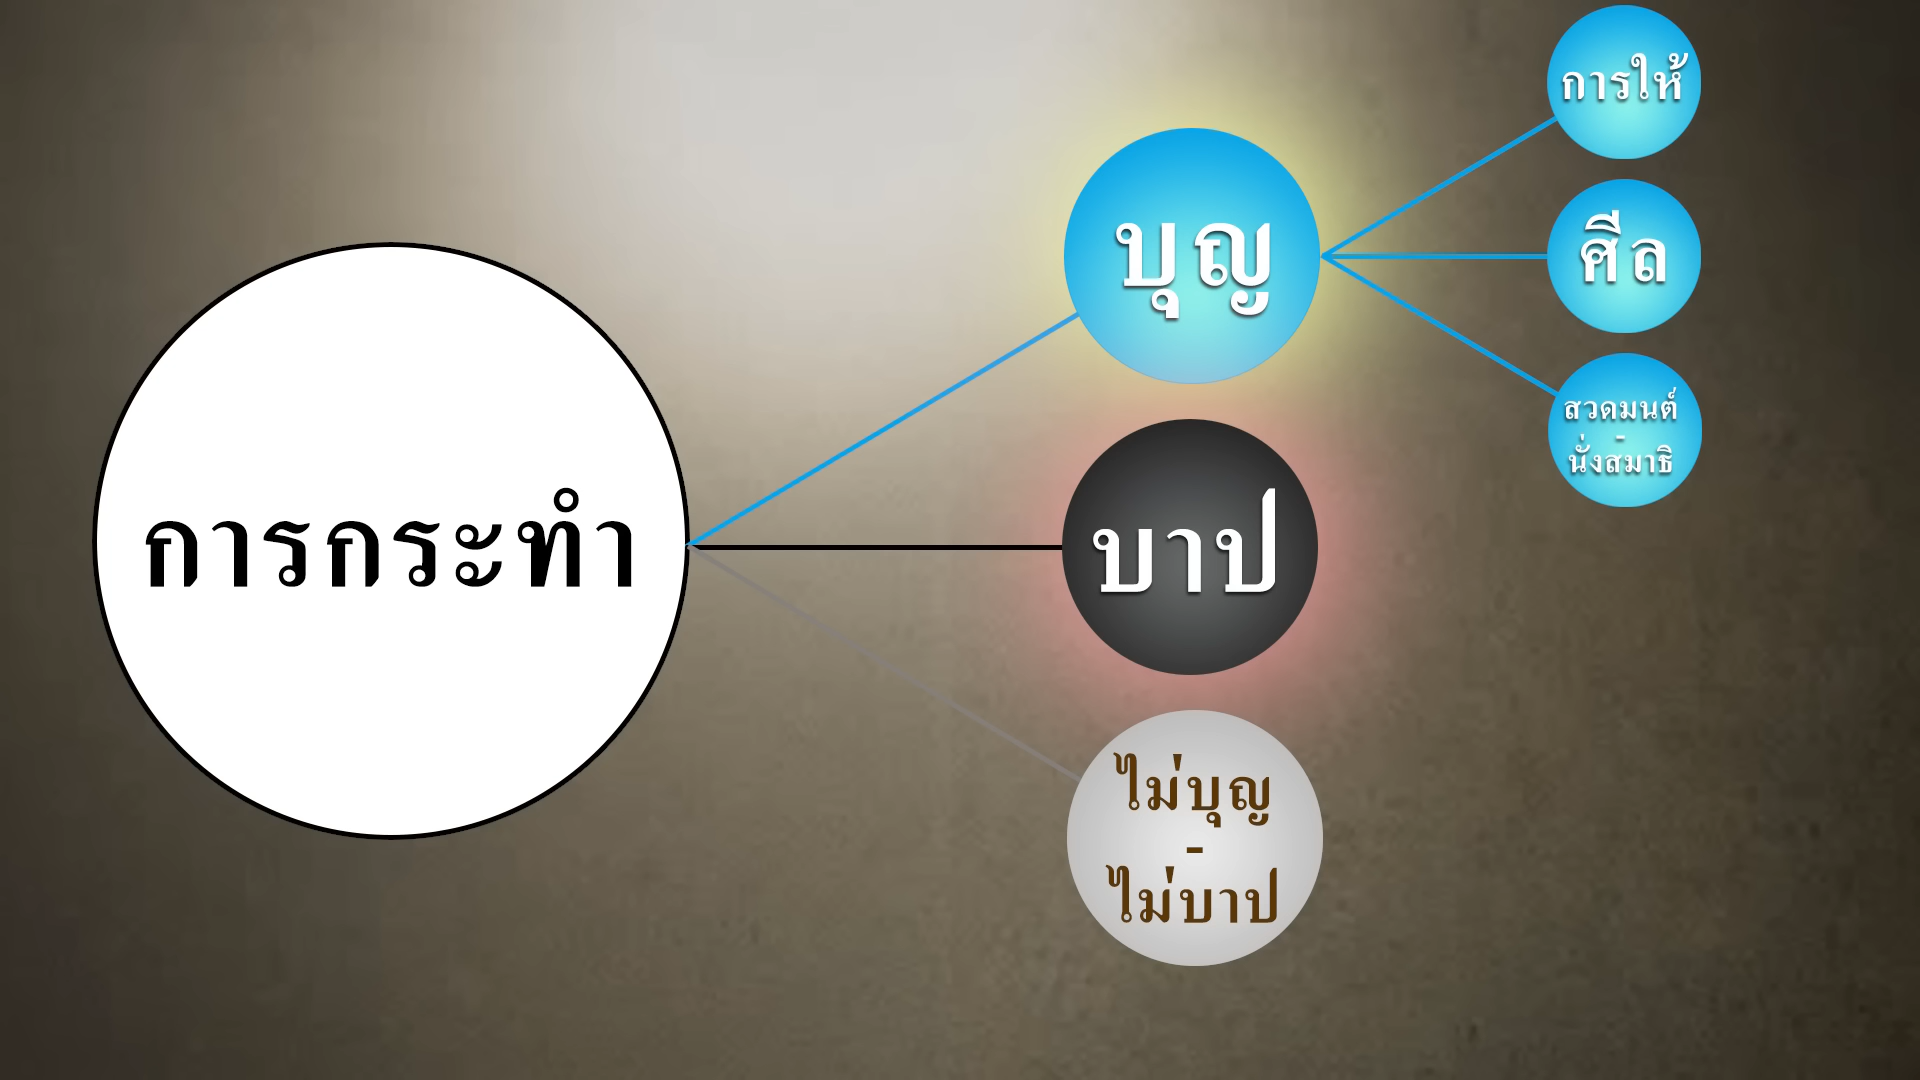 การกระทำ
บุญ
บาป
ไม่บุญ
-
ไม่บาป
การให้
ศีล
สวดมนต์
-
นั่งสมาธิ